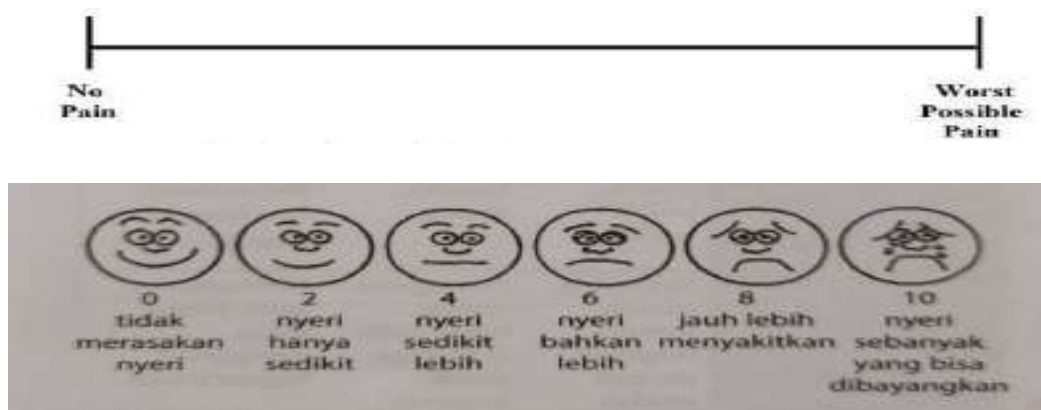 No
Pain
Worst
Possible
Pain
0
tidak
merasakan
nyeri
2
nyeri
hanya
sedikit
4
nyeri
sedikit
lebih
6
nyeri
bahkan
lebih
8
jauh lebih
menyakitkan
10
nyeri
sebanyak
yang bisa
dibayangkan